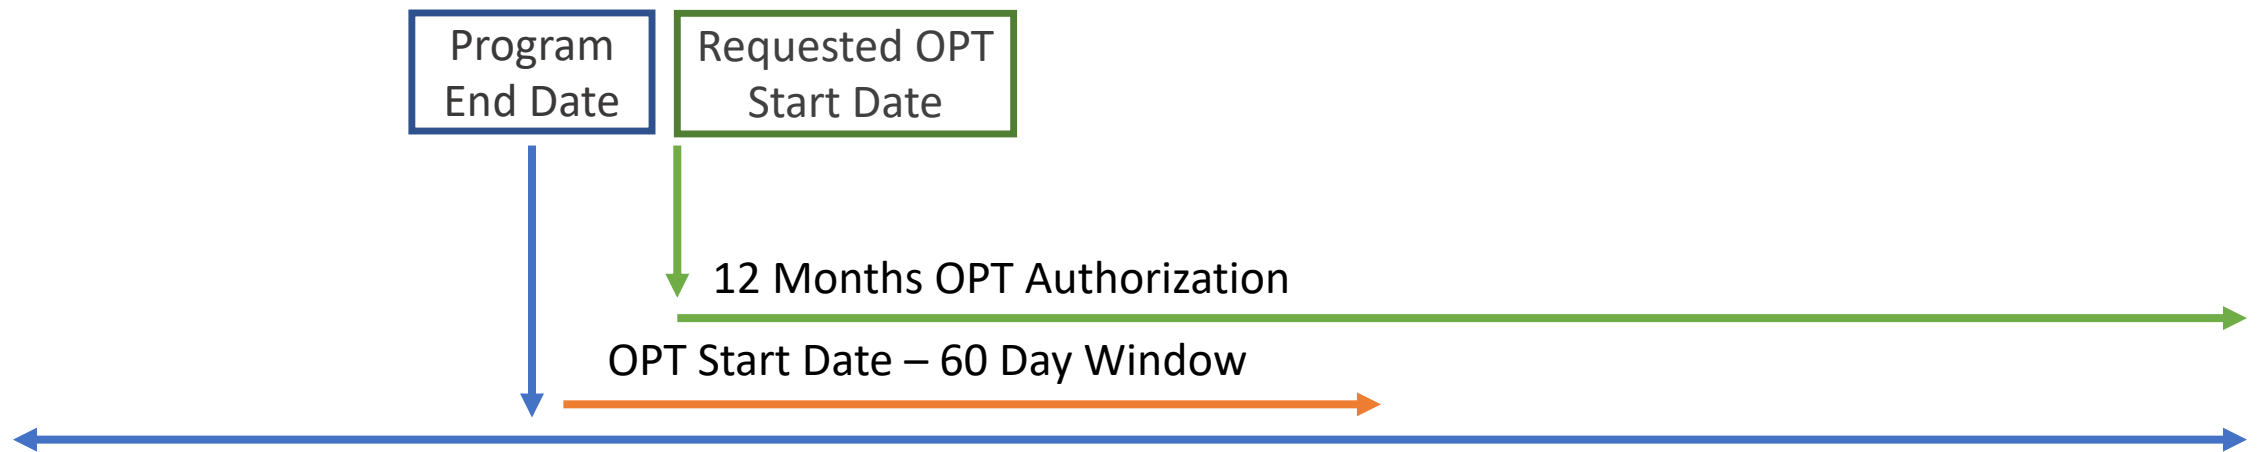 Program
End Date
Requested OPT
Start Date
12 Months OPT Authorization
OPT Start Date – 60 Day Window